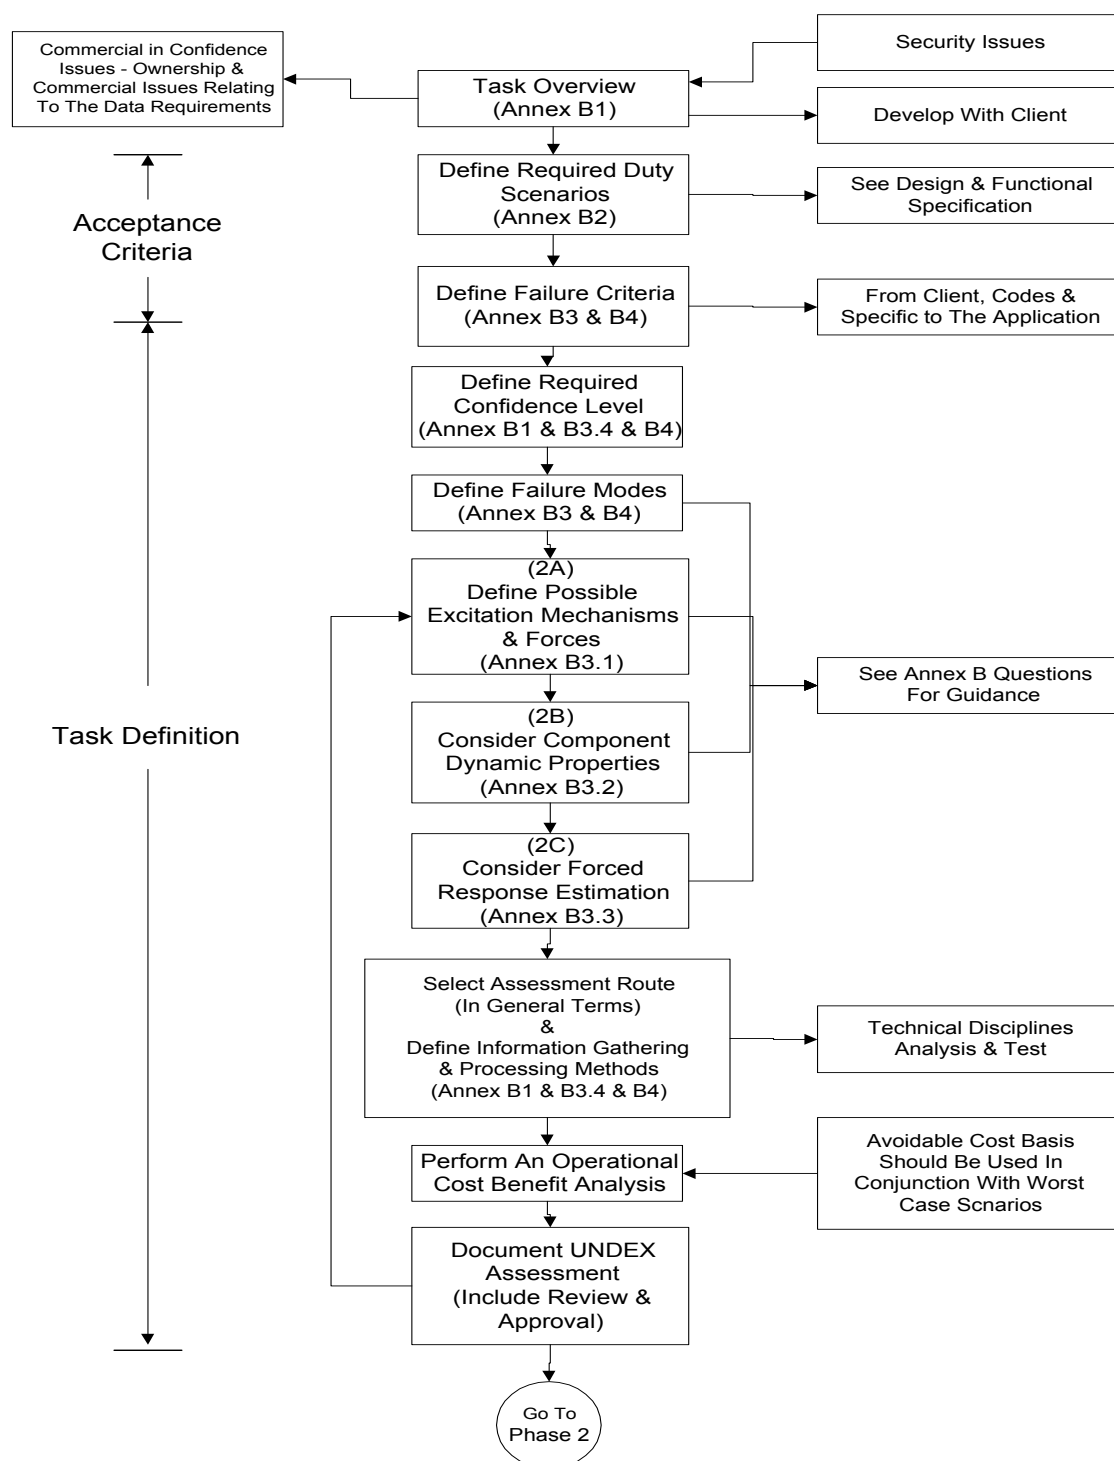 Commercial in Confidence
Issues - Ownership &
Commercial Issues Relating
To The Data Requirements
Security Issues
Task Overview
(Annex B1)
Develop With Client
Acceptance
Criteria
Define Required Duty
Scenarios
(Annex B2)
See Design & Functional
Specification
Define Failure Criteria
(Annex B3 & B4)
From Client, Codes &
Specific to The Application
Define Required
Confidence Level
(Annex B1 & B3.4 & B4)
Define Failure Modes
(Annex B3 & B4)
(2A)
Define Possible
Excitation Mechanisms
& Forces
(Annex B3.1)
See Annex B Questions
For Guidance
Task Definition
(2B)
Consider Component
Dynamic Properties
(Annex B3.2)
(2C)
Consider Forced
Response Estimation
(Annex B3.3)
Select Assessment Route
(In General Terms)
&
Define Information Gathering
& Processing Methods
(Annex B1 & B3.4 & B4)
Technical Disciplines
Analysis & Test
Perform An Operational
Cost Benefit Analysis
Avoidable Cost Basis
Should Be Used In
Conjunction With Worst
Case Scnarios
Document UNDEX
Assessment
(Include Review &
Approval)
Go To
Phase 2